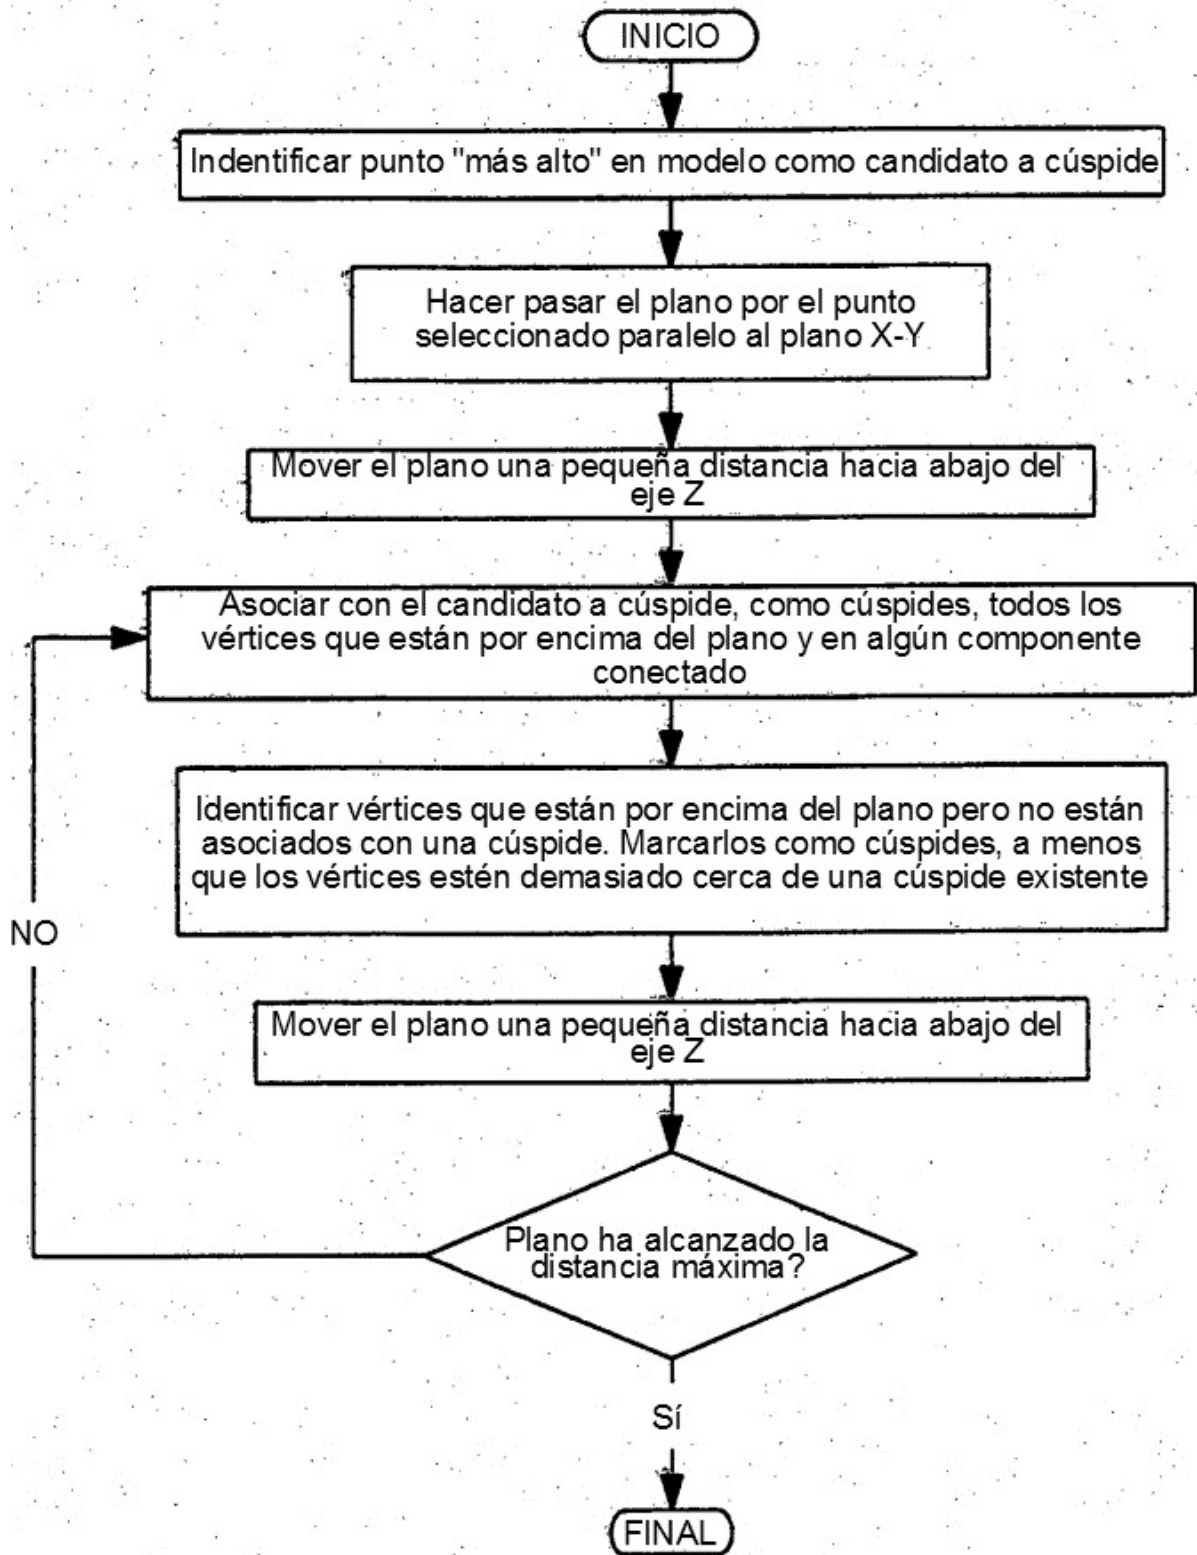 INICIO
Indentificar punto "más alto" en modelo como candidato a cúspide
Hacer pasar el plano por el punto
seleccionado paralelo al plano X-Y
Mover el plano una pequeña distancia hacia abajo del
eje Z
Asociar con el candidato a cúspide, como cúspides, todos los
vértices que están por encima del plano y en algún componente
conectado
Identificar vértices que están por encima del plano pero no están
asociados con una cúspide. Marcarlos como cúspides, a menos
que los vértices estén demasiado cerca de una cúspide existente
NO
Mover el plano una pequeña distancia hacia abajo del
eje Z
Plano ha alcanzado la
distancia máxima?
Sí
FINAL